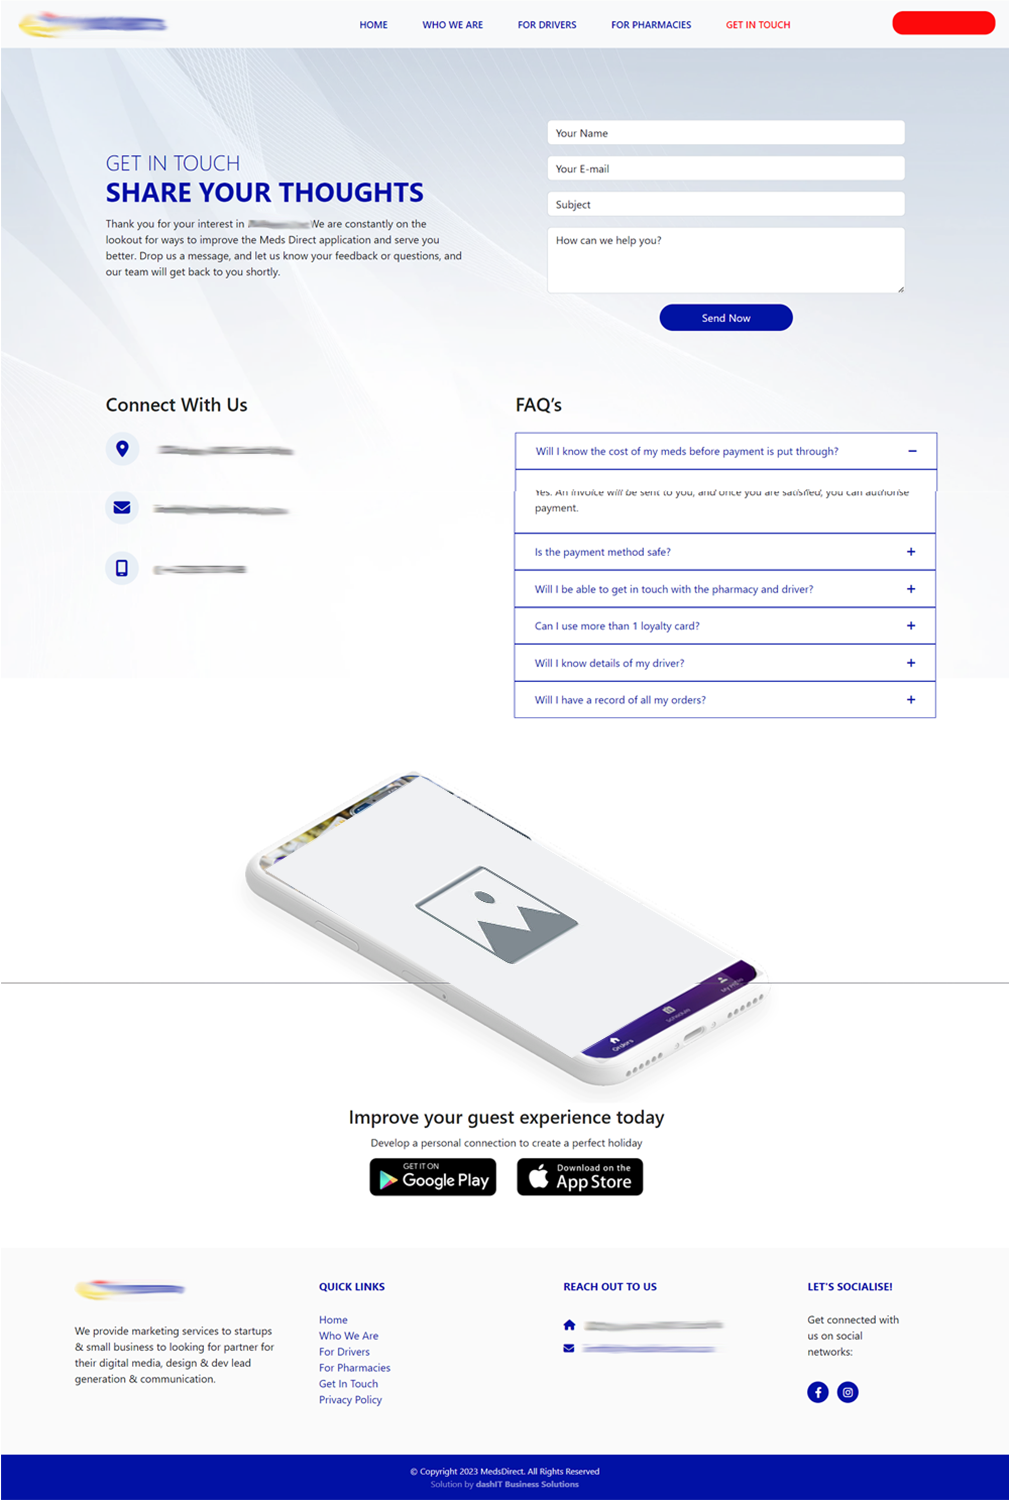 HOME
WHO WE ARE
FOR DRIVERS
FOR PHARMACIES
GET IN TOUCH
GET IN TOUCH
SHARE YOUR THOUGHTS
Thank you for your interest in
We are constantly on the
lookout for ways to improve the Meds Direct application and serve you
better. Drop us a message, and let us know your feedback or questions, and
our team will get back to you shortly.
Your Name
Your E-mail
Subject
How can we help you?
Send Now
Connect With Us
FAQ's
Will I know the cost of my meds before payment is put through?
Yes. An invoice will be sent to you, and once you are satisfied, you can authorise
payment.
Is the payment method safe?
Will I be able to get in touch with the pharmacy and driver?
Can I use more than 1 loyalty card?
Will I know details of my driver?
Will I have a record of all my orders?
Orders
Schedule
Improve your guest experience today
Develop a personal connection to create a perfect holiday
GET IT ON
Google Play
Download on the
App Store
We provide marketing services to startups
& small business to looking for partner for
their digital media, design & dev lead
generation & communication.
QUICK LINKS
Home
Who We Are
For Drivers
For Pharmacies
Get In Touch
Privacy Policy
REACH OUT TO US
LET'S SOCIALISE!
Get connected with
us on social
networks:
© Copyright 2023 MedsDirect. All Rights Reserved
Solution by dashIT Business Solutions